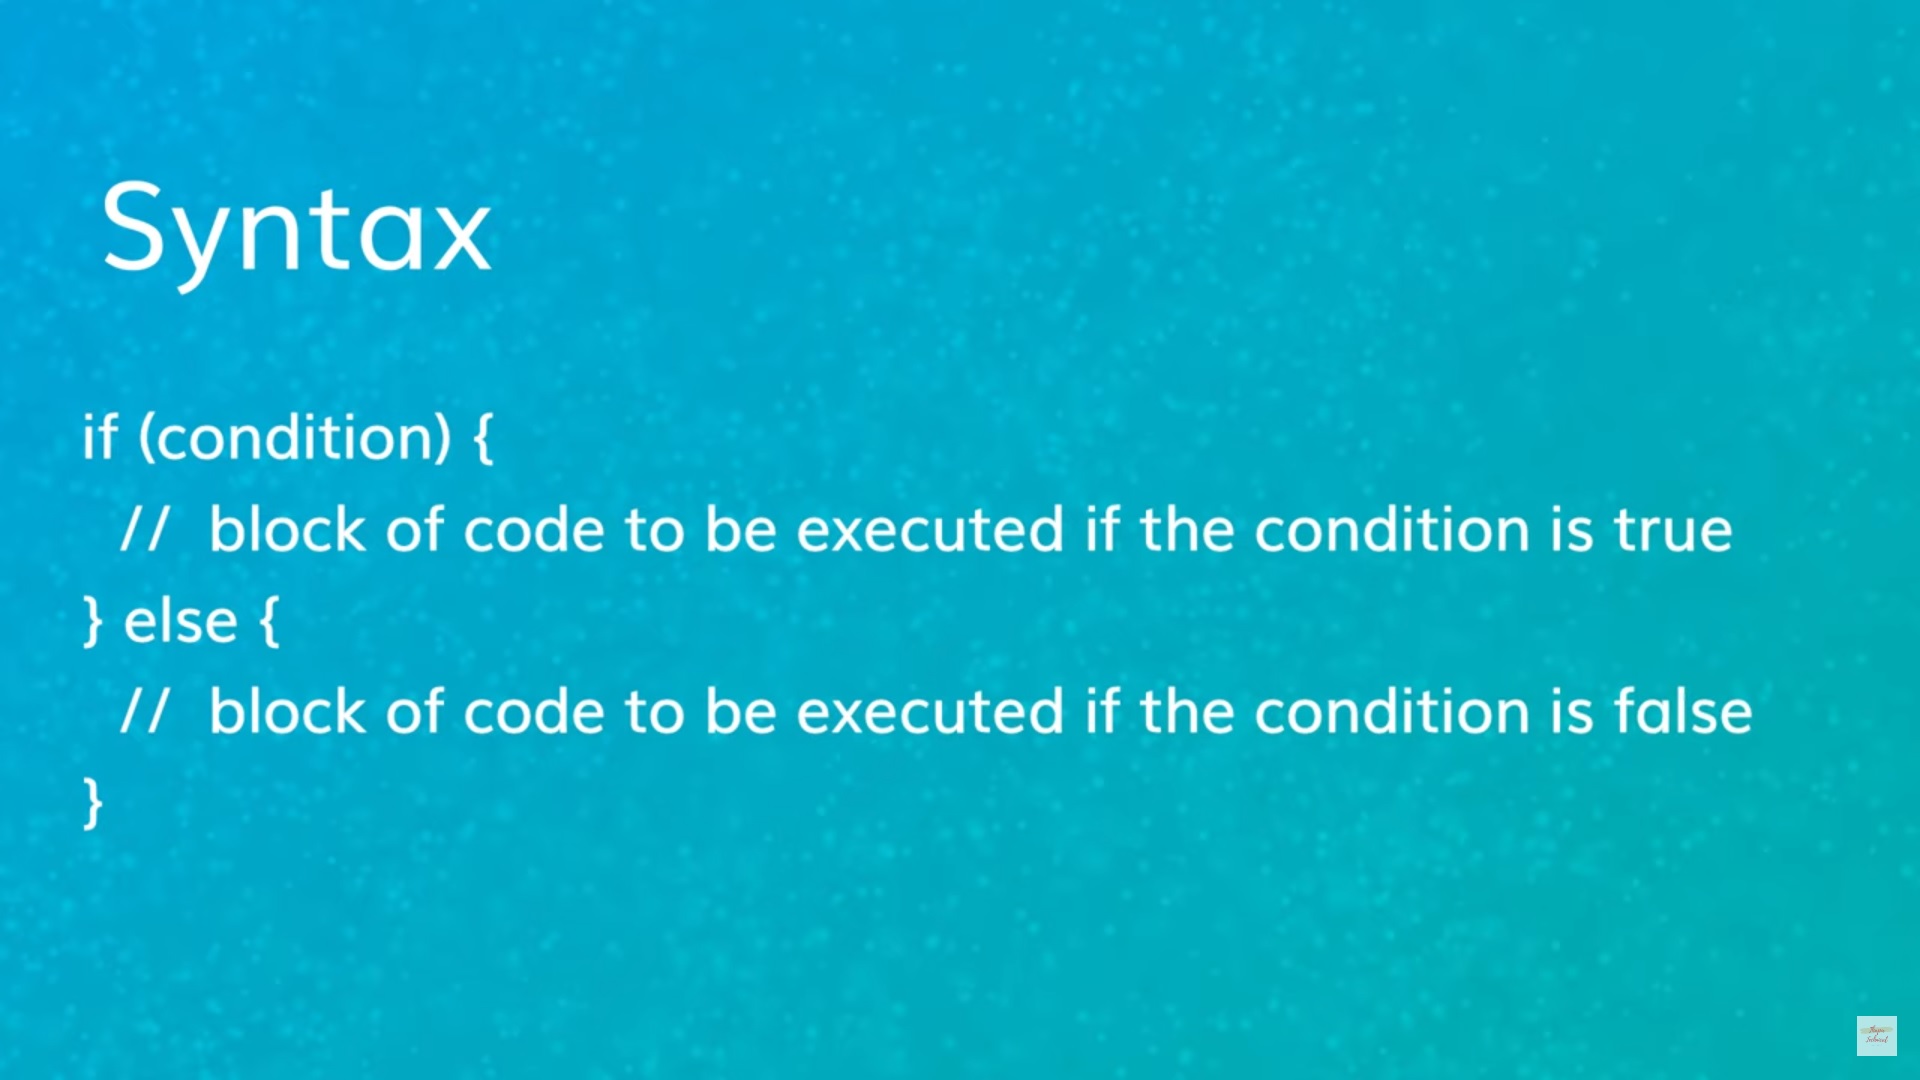 Syntax
if (condition) {
// block of code to be executed if the condition is true
} else {
// block of code to be executed if the condition is false
}